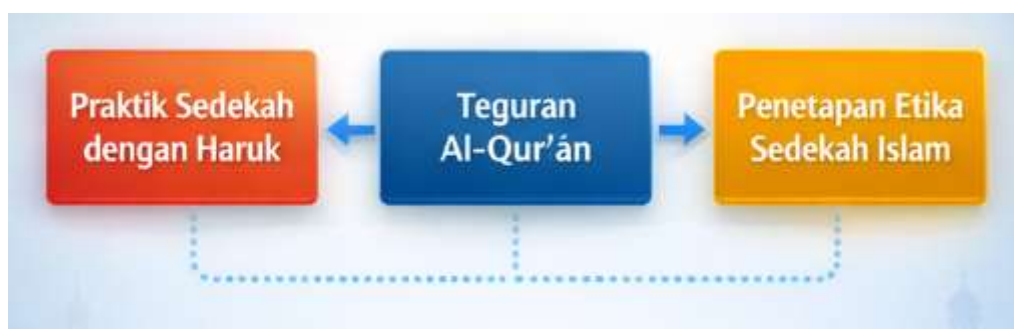 Praktik Sedekah
dengan Haruk
Teguran
Al-Qur'án
Penetapan Etika
Sedekah Islam